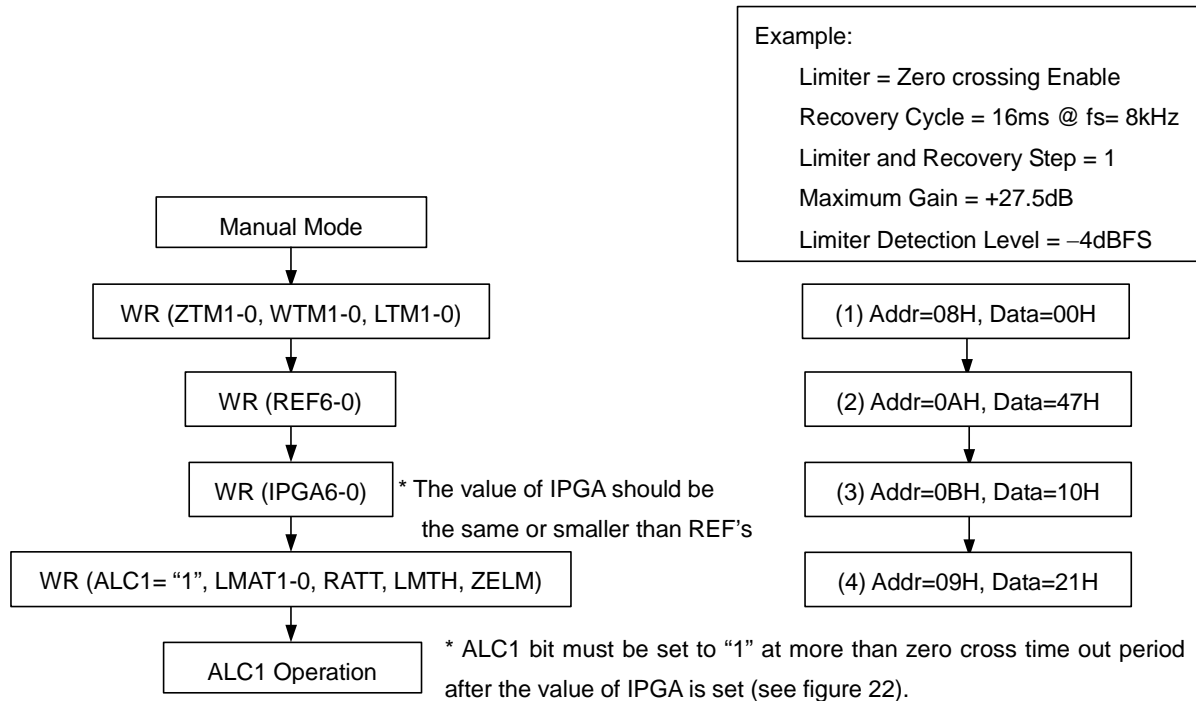 Example:
Limiter = Zero crossing Enable
Recovery Cycle = 16ms @ fs= 8kHz
Limiter and Recovery Step = 1
Maximum Gain = +27.5dB
Limiter Detection Level = −4dBFS
Manual Mode
WR (ZTM1-0, WTM1-0, LTM1-0)
WR (REF6-0)
WR (IPGA6-0)
* The value of IPGA should be
the same or smaller than REF's
WR (ALC1= “1”, LMAT1-0, RATT, LMTH, ZELM)
ALC1 Operation
(1) Addr=08H, Data=00H
(2) Addr=0AH, Data=47H
(3) Addr=0BH, Data=10H
(4) Addr=09H, Data=21H
* ALC1 bit must be set to “1” at more than zero cross time out period
after the value of IPGA is set (see figure 22).